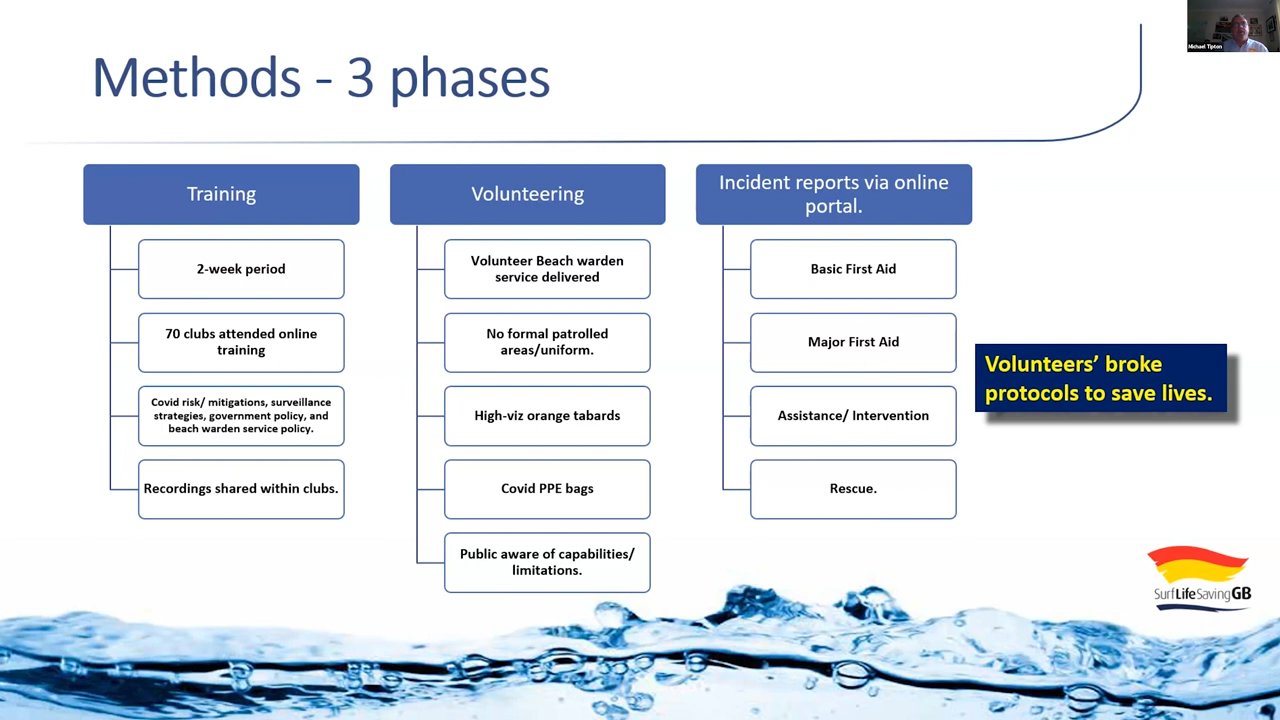 Michael Tipton
Methods - 3 phases
Training
2-week period
70 clubs attended online
training
Covid risk/ mitigations, surveillance
strategies, government policy, and
beach warden service policy.
Recordings shared within clubs.
Volunteering
Volunteer Beach warden
service delivered
No formal patrolled
areas/uniform.
High-viz orange tabards
Covid PPE bags
Public aware of capabilities/
limitations.
Incident reports via online
portal.
Basic First Aid
Major First Aid
Assistance/ Intervention
Rescue.
Volunteers’ broke
protocols to save lives.
SurfLifeSavingGB